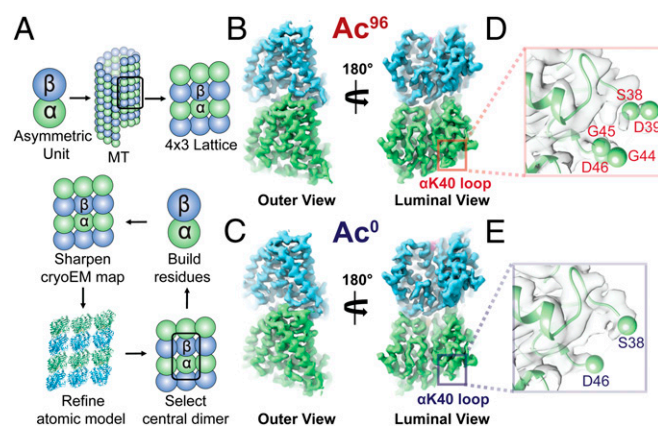 A
β
α
Asymmetric
Unit
MT
β
α
4x3 Lattice
β
α
Sharpen
cryoEM map
β
α
Build
residues
Refine
atomic model
β
α
Select
central dimer
B
Ac96
180°
αK40 loop
Outer View
Luminal View
C
Ac0
180°
αK40 loop
Outer View
Luminal View
D
S38
D39
G45
G44
D46
E
S38
D46